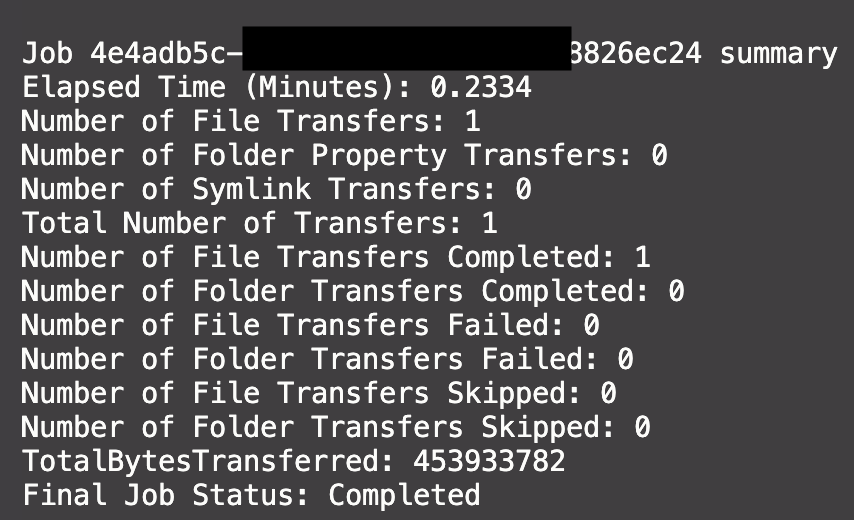 Job 4e4adb5c- 8826ec24 summary
Elapsed Time (Minutes): 0.2334
Number of File Transfers: 1
Number of Folder Property Transfers: 0
Number of Symlink Transfers: 0
Total Number of Transfers: 1
Number of File Transfers Completed: 1
Number of Folder Transfers Completed: 0
Number of File Transfers Failed: 0
Number of Folder Transfers Failed: 0
Number of File Transfers Skipped: 0
Number of Folder Transfers Skipped: 0
TotalBytesTransferred: 453933782
Final Job Status: Completed